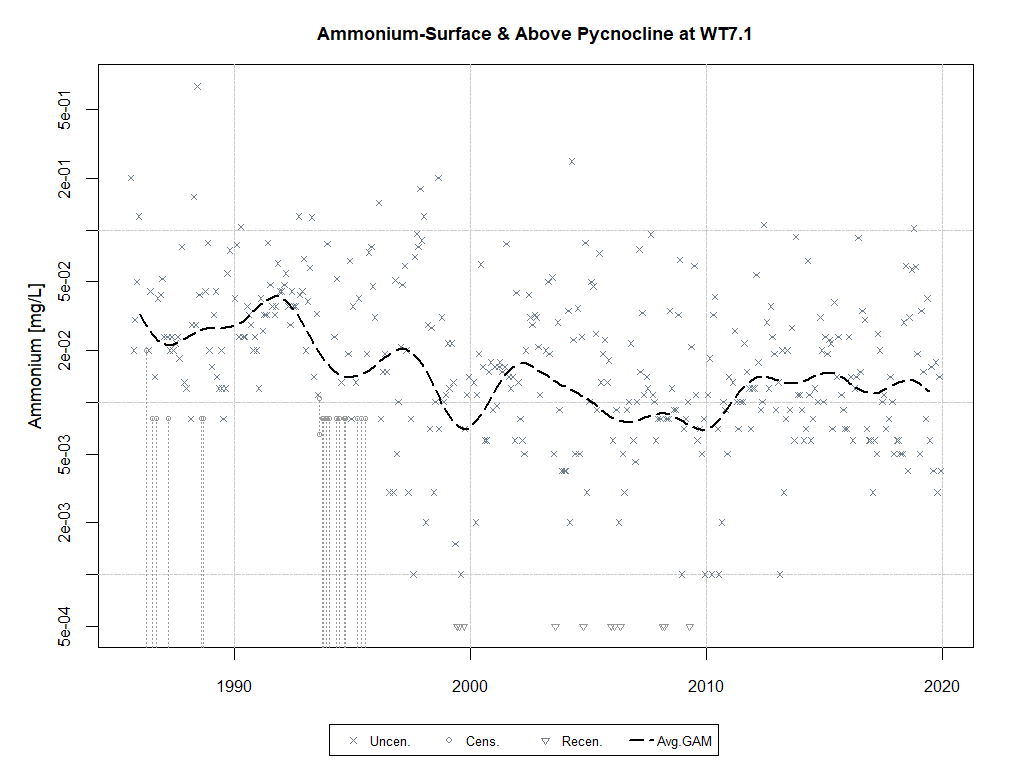 Ammonium-Surface & Above Pycnocline at WT7.1
Ammonium [mg/L]
5e-01
2e-01
5e-02
2e-02
5e-03
2e-03
5e-04
1990 2000 2010 2020
Uncen. Cens. Recen. Avg.GAM